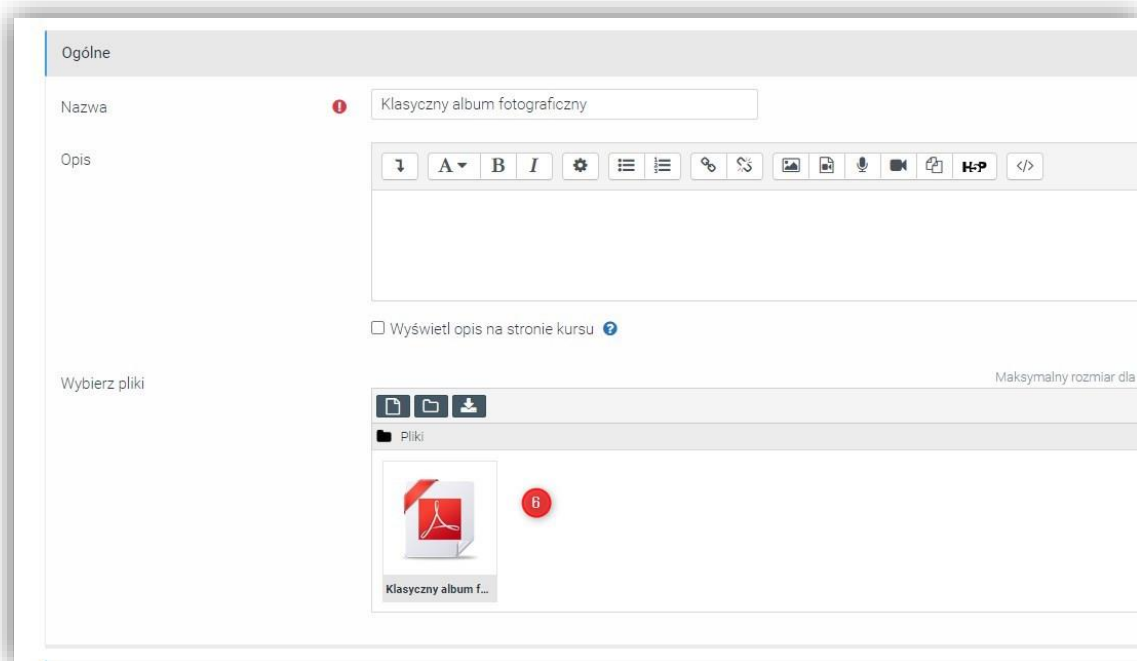 Ogólne
Nazwa
Klasyczny album fotograficzny
Opis
A B I H-P </>
Wyświetl opis na stronie kursu
Wybierz pliki
Maksymalny rozmiar dla
Pliki
6
Klasyczny album f...